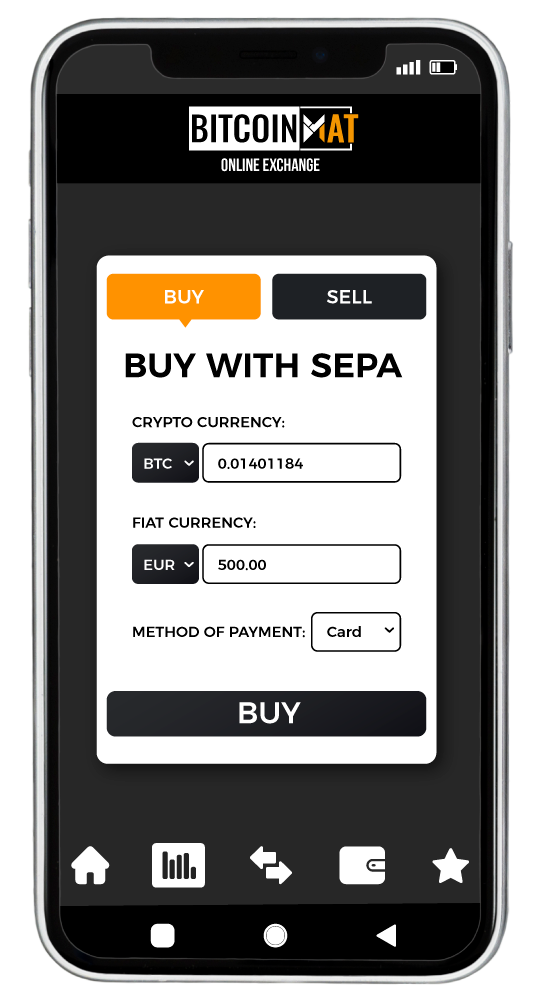 BITCOINMAT
ONLINE EXCHANGE
BUY
SELL
BUY WITH SEPA
CRYPTO CURRENCY:
BTC
0.01401184
FIAT CURRENCY:
EUR
500.00
METHOD OF PAYMENT:
Card
BUY